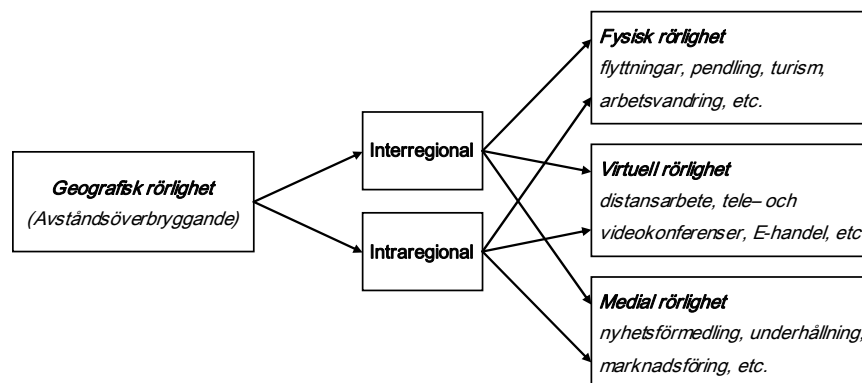 Geografisk rörlighet
(Avståndsöverbryggande)
Interregional
Intraregional
Fysisk rörlighet
flyttningar, pendling, turism,
arbetsvandring, etc.
Virtuell rörlighet
distansarbete, tele– och
videokonferenser, E-handel, etc
Medial rörlighet
nyhetsförmedling, underhållning,
marknadsföring, etc.